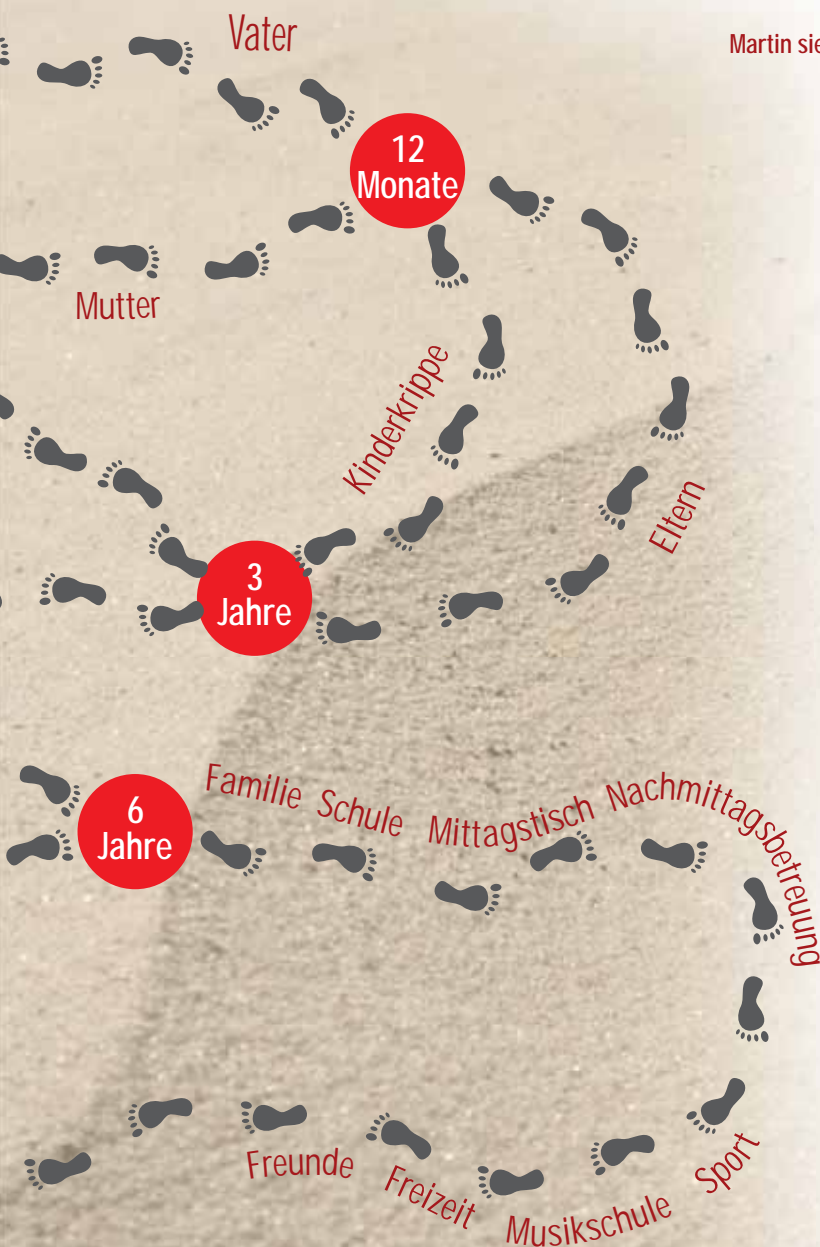 Vater
Martin sie
12
Monate
Mutter
Kinderkrippe
Eltern
3
Jahre
6
Jahre
Familie Schule Mittagstisch Nachmittagsbetreuung
Sport
Musikschule
Freizeit
Freunde